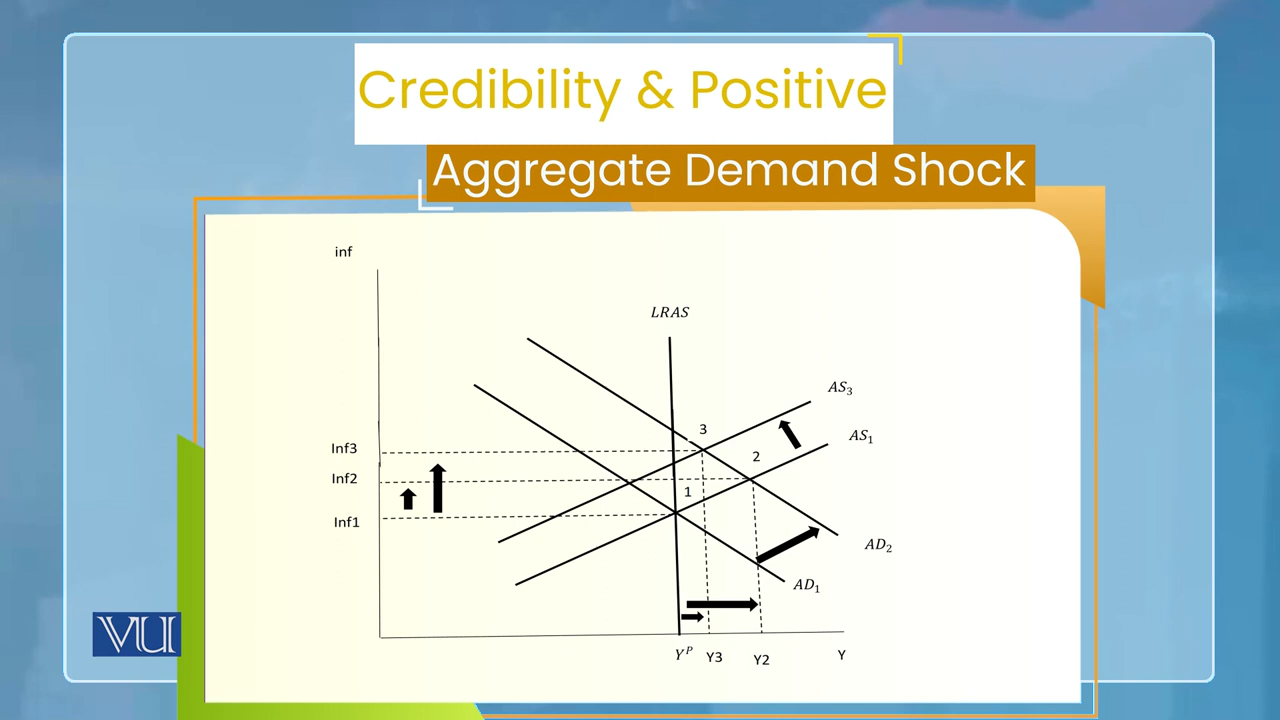 Credibility & Positive
Aggregate Demand Shock
inf
LRAS
AS₃
3
AS₁
Inf3
2
Inf2
1
Inf1
AD₂
AD₁
VU
Yᴾ Y3 Y2 Y